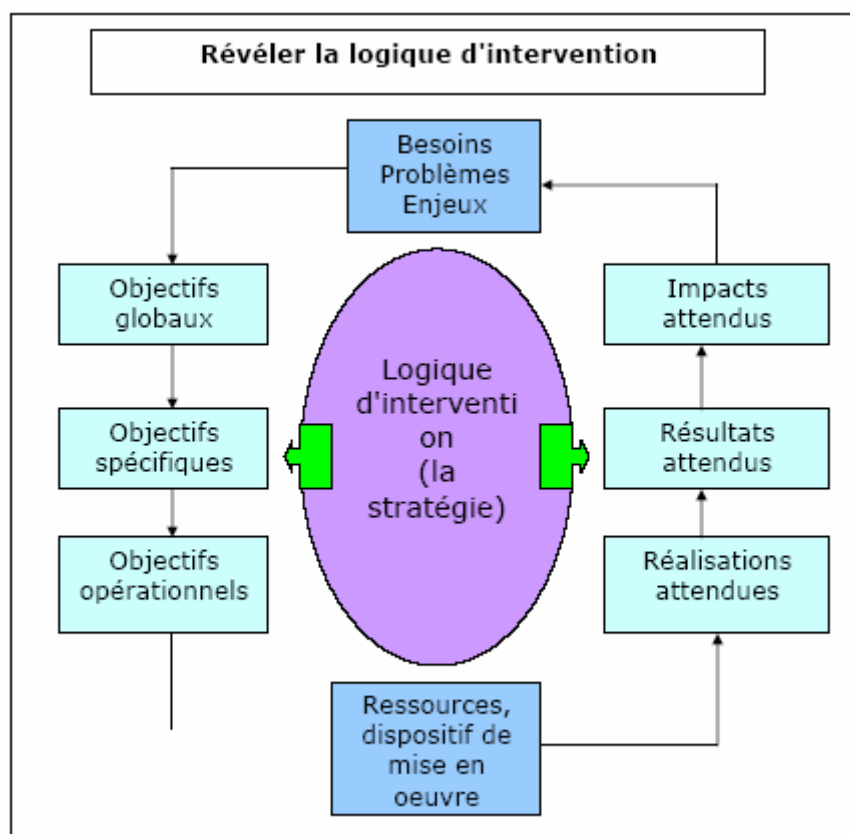 Révéler la logique d'intervention
Besoins
Problèmes
Enjeux
Objectifs
globaux
Objectifs
spécifiques
Objectifs
opérationnels
Logique
d'interventi
on
(la
stratégie)
Impacts
attendus
Résultats
attendus
Réalisations
attendues
Ressources,
dispositif de
mise en
oeuvre